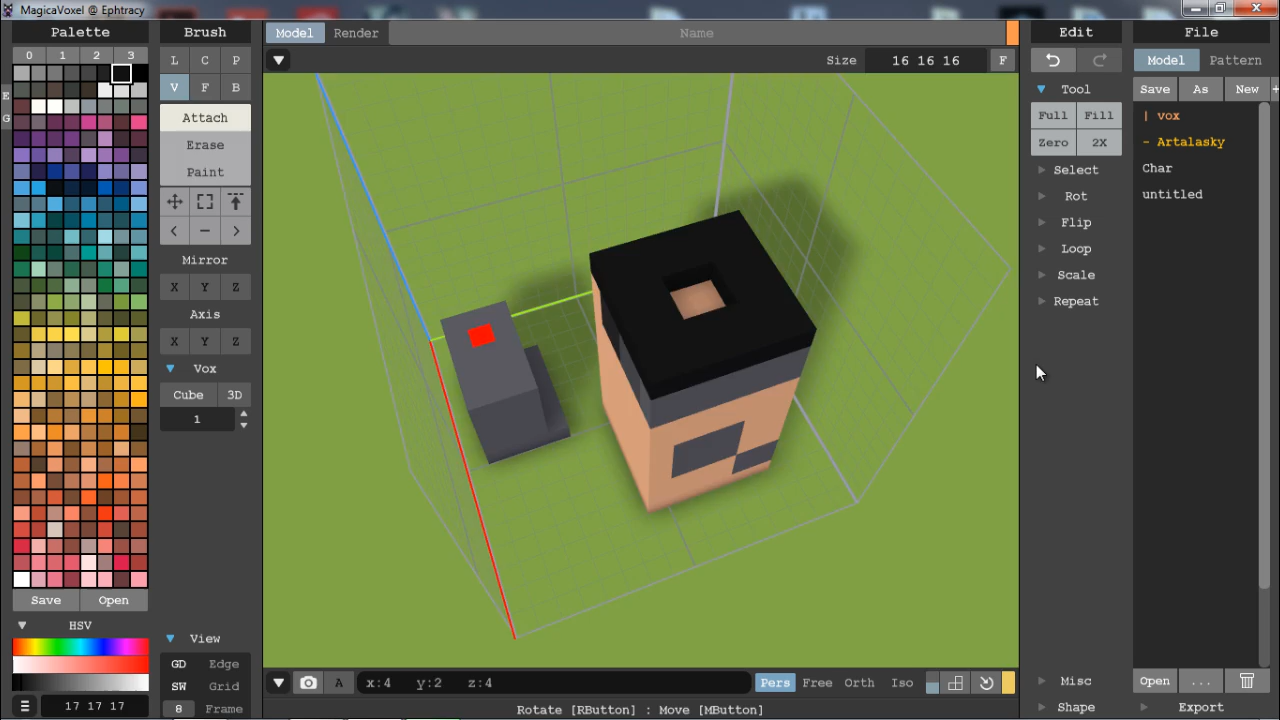 MagicaVoxel @ Ephtracy
Palette
0 1 2 3
E
G
Save Open
HSV
17 17 17
Brush
L C P
V F B
Attach
Erase
Paint
< - >
Mirror
X Y Z
Axis
X Y Z
Vox
Cube 3D
1
View
GD Edge
SW Grid
8 Frame
Model Render Name
Size 16 16 16 F
A x:4 y:2 z:4 Pers Free Orth Iso
Rotate [RButton] : Move [MButton]
Edit
Tool
Full Fill
Zero 2X
Select
Rot
Flip
Loop
Scale
Repeat
Misc
Shape
File
Model Pattern
Save As New +
| vox
- Artalasky
Char
untitled
Open ...
Export